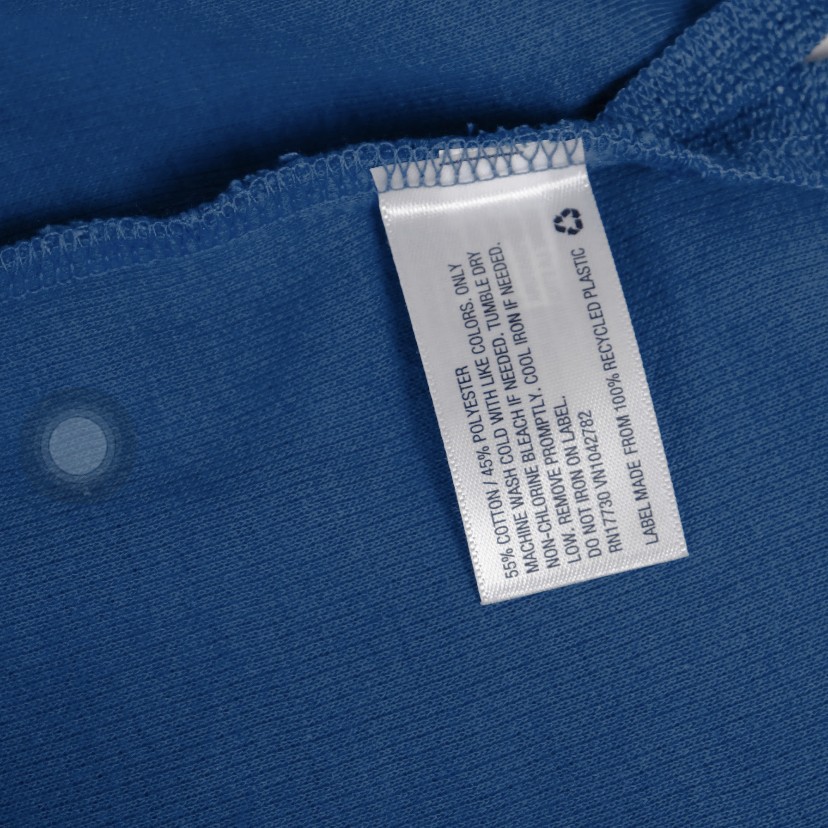 55% COTTON / 45% POLYESTER
MACHINE WASH COLD WITH LIKE COLORS. ONLY
NON-CHLORINE BLEACH IF NEEDED. TUMBLE DRY
LOW. REMOVE PROMPTLY. COOL IRON IF NEEDED.
DO NOT IRON ON LABEL.
RN17730 VN1042782
LABEL MADE FROM 100% RECYCLED PLASTIC